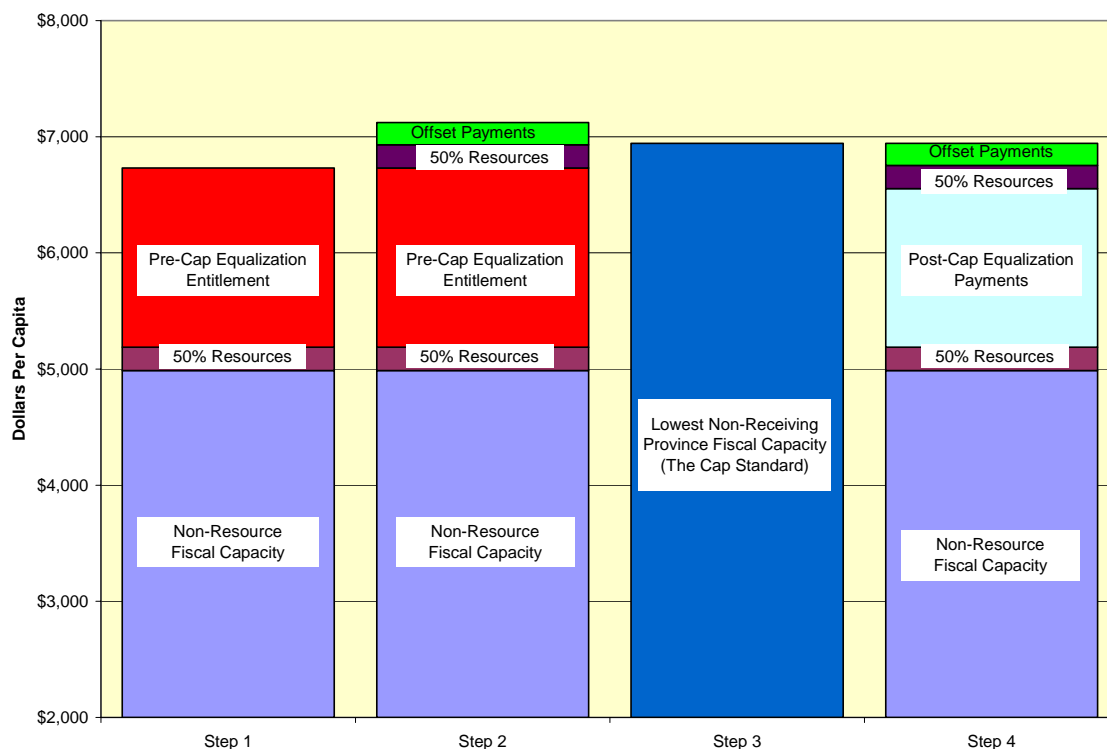 $8,000
$7,000
$6,000
$5,000
$4,000
$3,000
$2,000
Dollars Per Capita
Pre-Cap Equalization
Entitlement
50% Resources
Non-Resource
Fiscal Capacity
Step 1
Offset Payments
50% Resources
Pre-Cap Equalization
Entitlement
50% Resources
Non-Resource
Fiscal Capacity
Step 2
Lowest Non-Receiving
Province Fiscal Capacity
(The Cap Standard)
Step 3
Offset Payments
50% Resources
Post-Cap Equalization
Payments
50% Resources
Non-Resource
Fiscal Capacity
Step 4